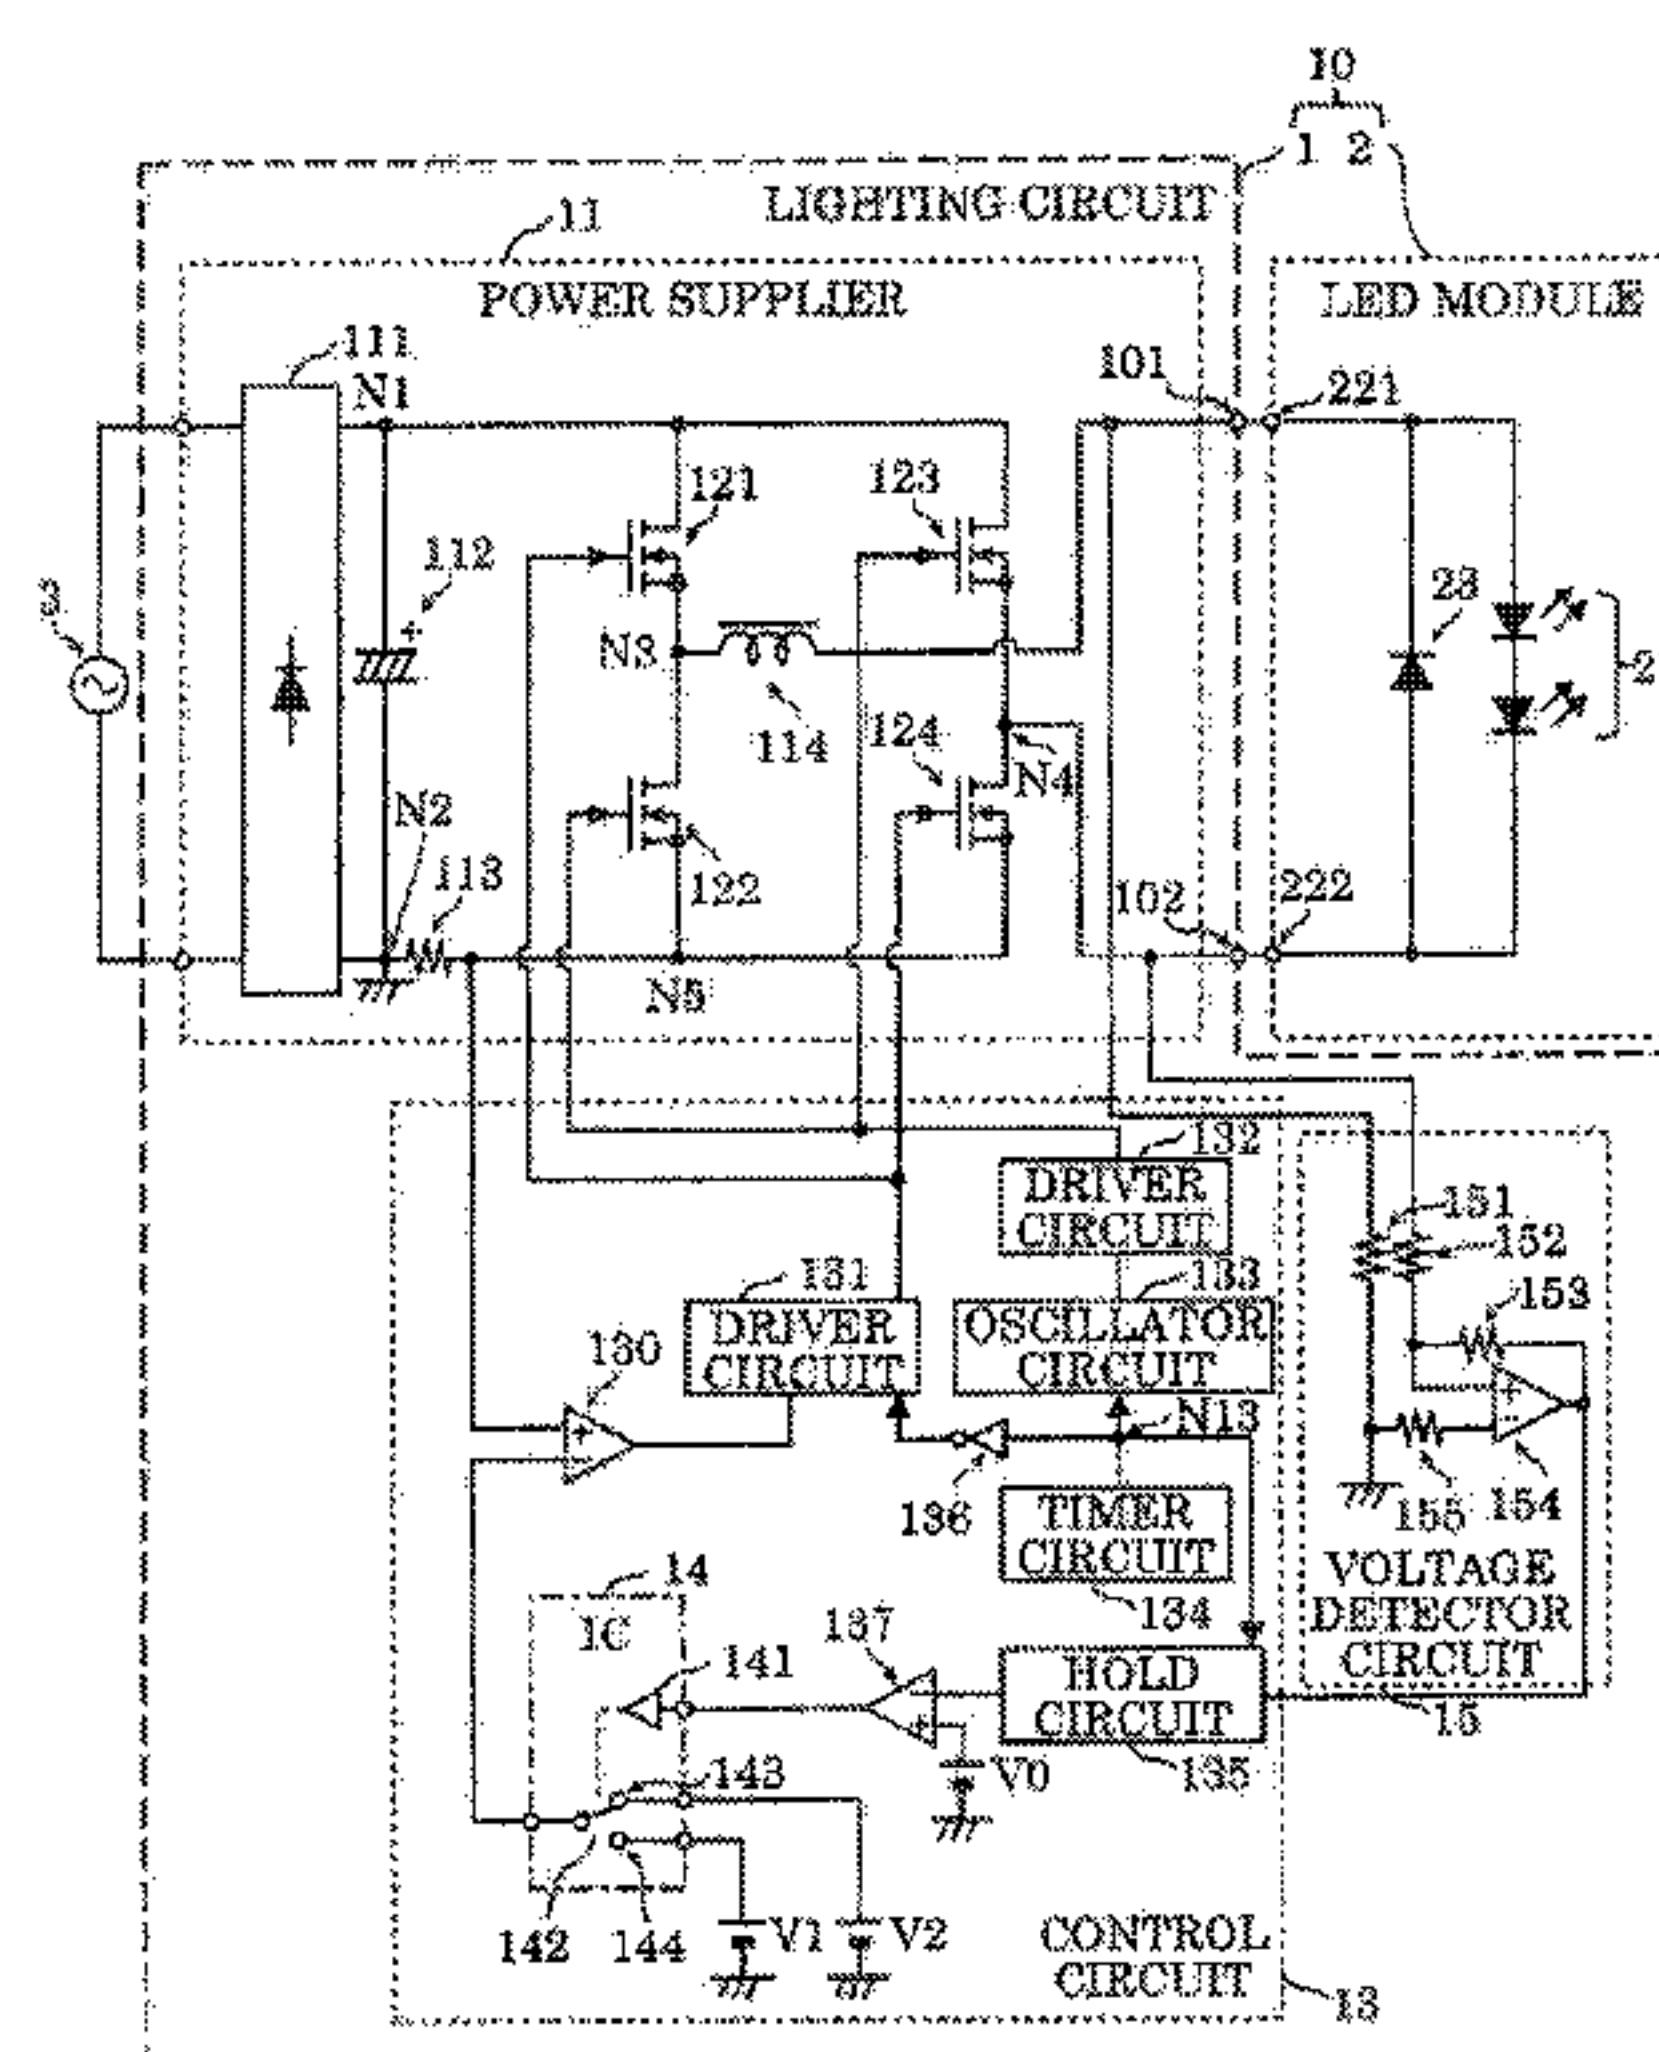 10
1 2
LIGHTING CIRCUIT
11
POWER SUPPLIER
LED MODULE
111
N1
101
221
121
123
112
+
3
23
N3
2
114
124
N4
N2
113
122
102
222
N5
132
DRIVER
CIRCUIT
151
152
131
133
153
DRIVER
CIRCUIT
OSCILLATOR
CIRCUIT
130
+
−
N13
+
−
136
TIMER
CIRCUIT
155
154
14
134
VOLTAGE
DETECTOR
CIRCUIT
IC
137
141
HOLD
CIRCUIT
−
+
15
143
V0
135
142
144
V1
V2
CONTROL
CIRCUIT
13